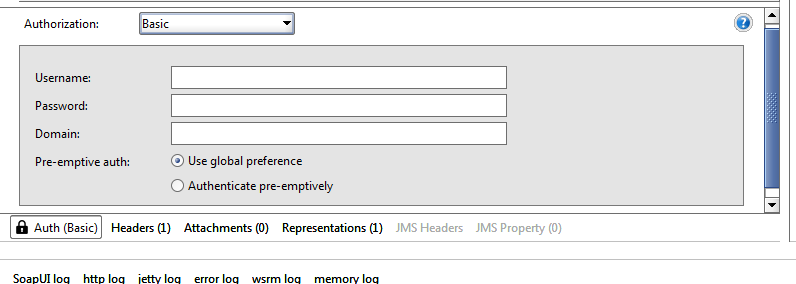 Authorization: Basic ?
Username:
Password:
Domain:
Pre-emptive auth: Use global preference
Authenticate pre-emptively
Auth (Basic) Headers (1) Attachments (0) Representations (1) JMS Headers JMS Property (0)
SoapUI log http log jetty log error log wsrm log memory log